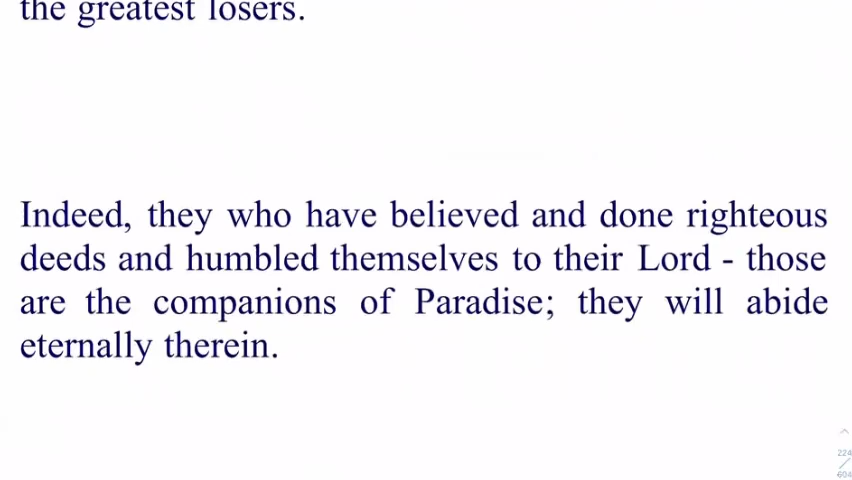 the greatest losers.
Indeed, they who have believed and done righteous
deeds and humbled themselves to their Lord - those
are the companions of Paradise; they will abide
eternally therein.
224
604